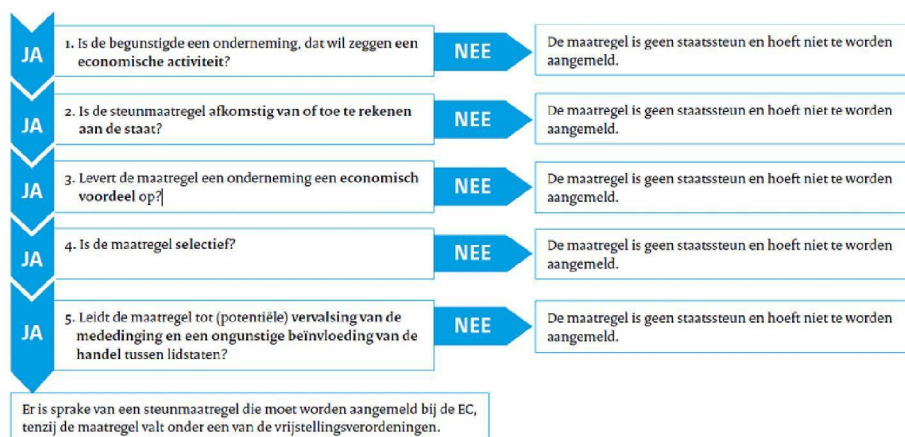 JA
1. Is de begunstigde een onderneming, dat wil zeggen een
economische activiteit?
NEE
De maatregel is geen staatssteun en hoeft niet te worden
aangemeld.
JA
2. Is de steunmaatregel afkomstig van of toe te rekenen
aan de staat?
NEE
De maatregel is geen staatssteun en hoeft niet te worden
aangemeld.
JA
3. Levert de maatregel een onderneming een economisch
voordeel op?
NEE
De maatregel is geen staatssteun en hoeft niet te worden
aangemeld.
JA
4. Is de maatregel selectief?
NEE
De maatregel is geen staatssteun en hoeft niet te worden
aangemeld.
JA
5. Leidt de maatregel tot (potentiële) vervalsing van de
mededinging en een ongunstige beïnvloeding van de
handel tussen lidstaten?
NEE
De maatregel is geen staatssteun en hoeft niet te worden
aangemeld.
Er is sprake van een steunmaatregel die moet worden aangemeld bij de EC,
tenzij de maatregel valt onder een van de vrijstellingsverordeningen.